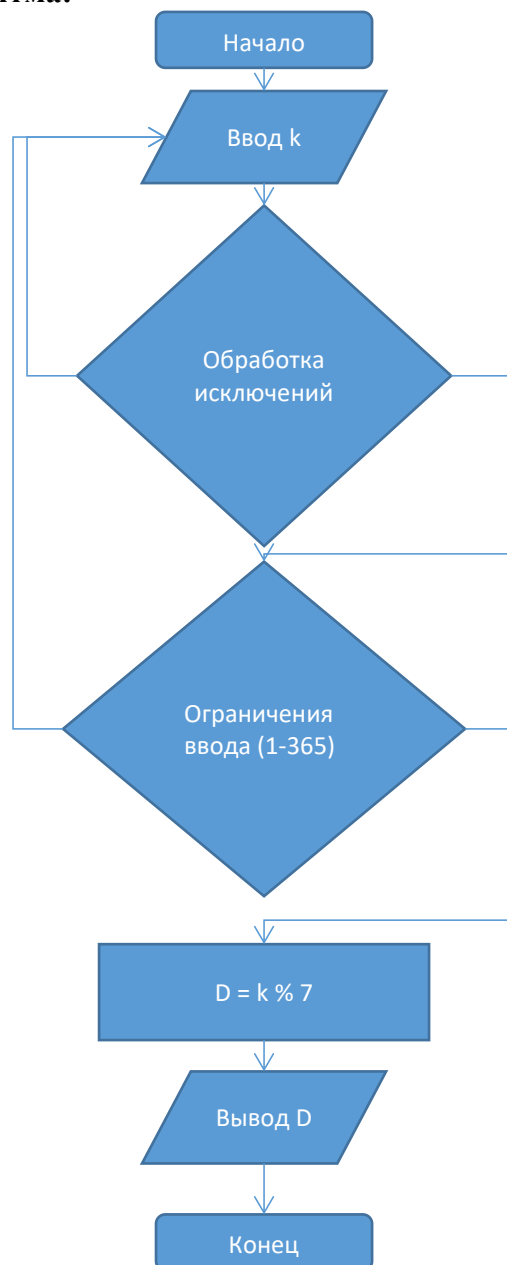 Начало
Ввод k
Обработка
исключений
Ограничения
ввода (1-365)
D = k % 7
Вывод D
Конец